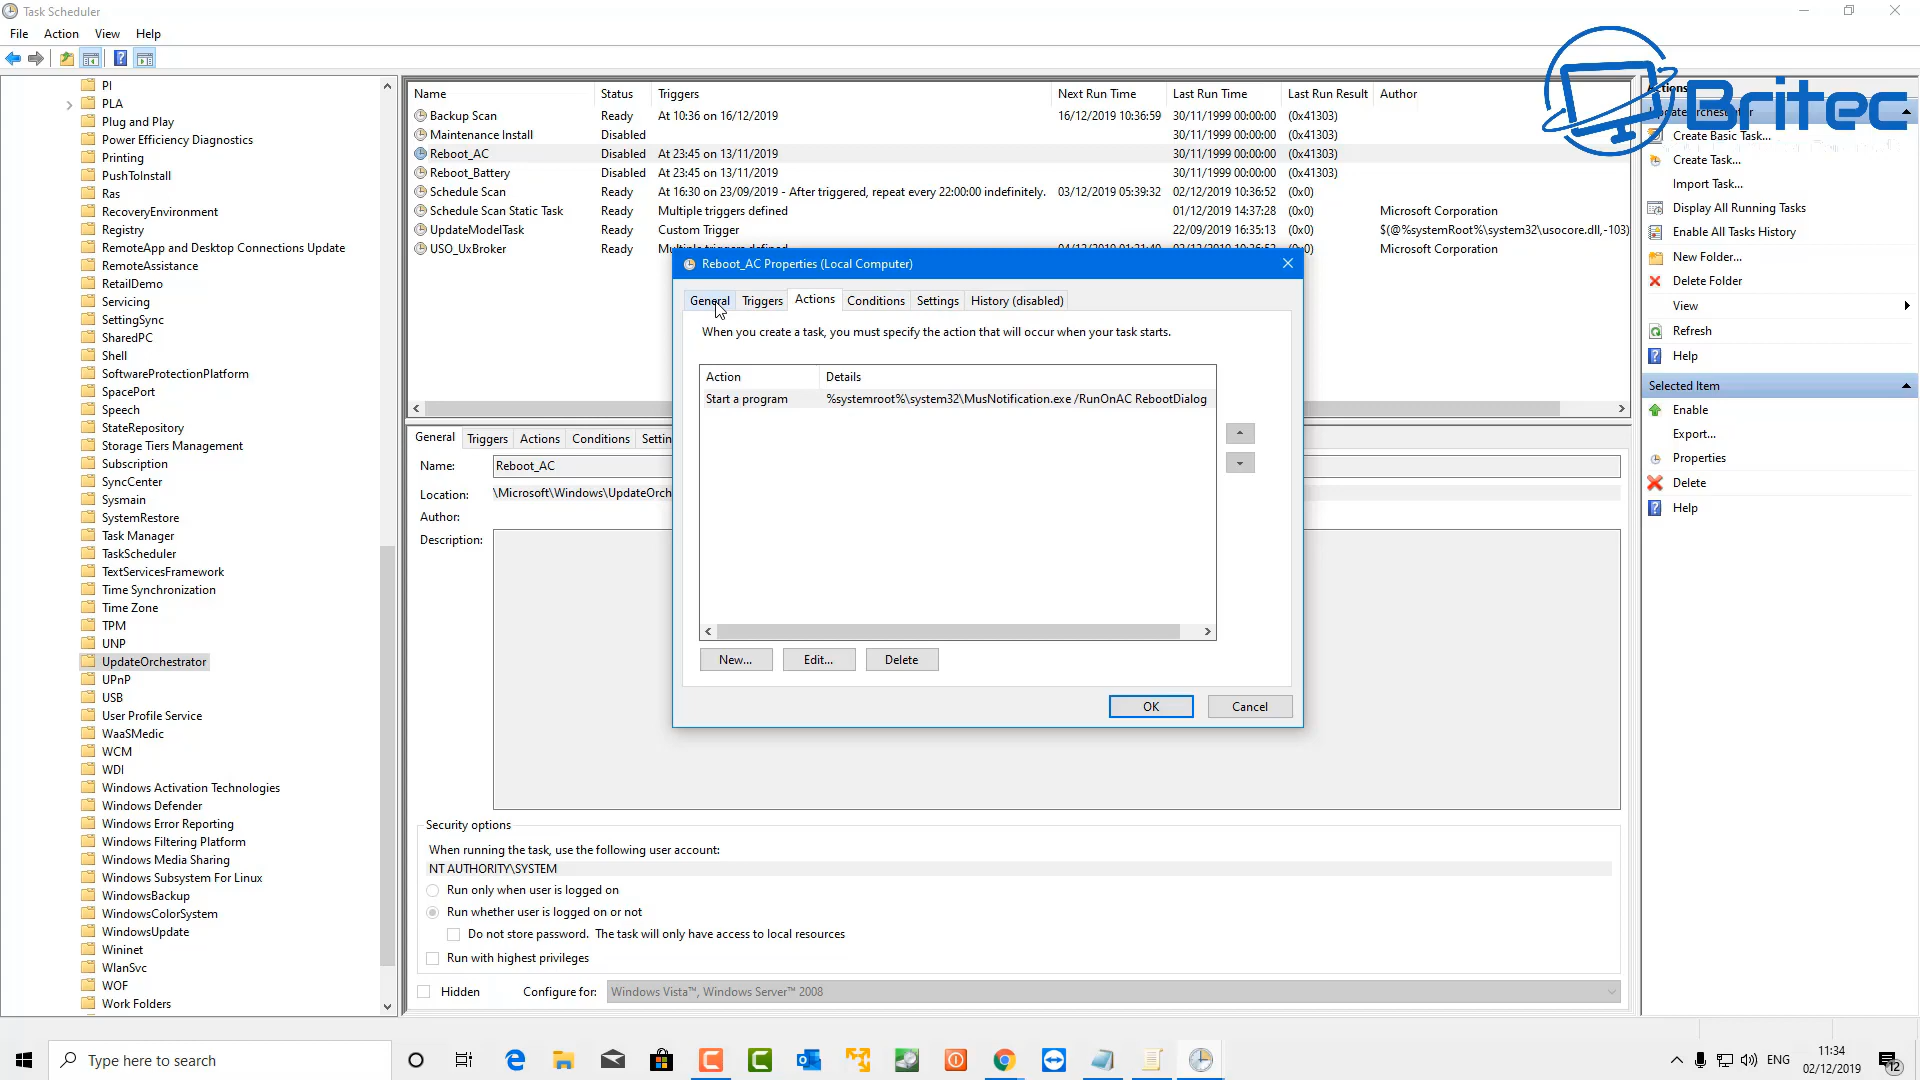 Task Scheduler
File Action View Help
PI
PLA
Plug and Play
Power Efficiency Diagnostics
Printing
PushToInstall
Ras
RecoveryEnvironment
Registry
RemoteApp and Desktop Connections Update
RemoteAssistance
RetailDemo
Servicing
SettingSync
SharedPC
Shell
SoftwareProtectionPlatform
SpacePort
Speech
StateRepository
Storage Tiers Management
Subscription
SyncCenter
Sysmain
SystemRestore
Task Manager
TaskScheduler
TextServicesFramework
Time Synchronization
Time Zone
TPM
UNP
UpdateOrchestrator
UPnP
USB
User Profile Service
WaaSMedic
WCM
WDI
Windows Activation Technologies
Windows Defender
Windows Error Reporting
Windows Filtering Platform
Windows Media Sharing
Windows Subsystem For Linux
WindowsBackup
WindowsColorSystem
WindowsUpdate
Wininet
WlanSvc
WOF
Work Folders
Name Status Triggers Next Run Time Last Run Time Last Run Result Author
Backup Scan Ready At 10:36 on 16/12/2019 16/12/2019 10:36:59 30/11/1999 00:00:00 (0x41303)
Maintenance Install Disabled 30/11/1999 00:00:00 (0x41303)
Reboot_AC Disabled At 23:45 on 13/11/2019 30/11/1999 00:00:00 (0x41303)
Reboot_Battery Disabled At 23:45 on 13/11/2019 30/11/1999 00:00:00 (0x41303)
Schedule Scan Ready At 16:30 on 23/09/2019 - After triggered, repeat every 22:00:00 indefinitely. 03/12/2019 05:39:32 02/12/2019 10:36:52 (0x0)
Schedule Scan Static Task Ready Multiple triggers defined 01/12/2019 14:37:28 (0x0) Microsoft Corporation
UpdateModelTask Ready Custom Trigger 22/09/2019 16:35:13 (0x0) $(@%systemRoot%\system32\usocore.dll,-103)
USO_UxBroker Ready Microsoft Corporation
Reboot_AC Properties (Local Computer)
General Triggers Actions Conditions Settings History (disabled)
When you create a task, you must specify the action that will occur when your task starts.
Action Details
Start a program %systemroot%\system32\MusNotification.exe /RunOnAC RebootDialog
New... Edit... Delete
OK Cancel
General Triggers Actions Conditions
Name: Reboot_AC
Location: \Microsoft\Windows\UpdateOrch
Author:
Description:
Security options
When running the task, use the following user account:
NT AUTHORITY\SYSTEM
Run only when user is logged on
Run whether user is logged on or not
Do not store password. The task will only have access to local resources
Run with highest privileges
Hidden Configure for: Windows Vista™, Windows Server™ 2008
Britec
Actions
Create Basic Task...
Create Task...
Import Task...
Display All Running Tasks
Enable All Tasks History
New Folder...
Delete Folder
View
Refresh
Help
Selected Item
Enable
Export...
Properties
Delete
Help
Type here to search
ENG
11:34
02/12/2019
12